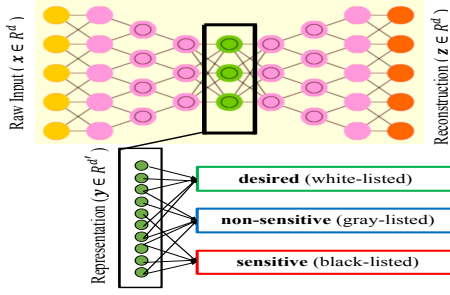 Raw Input ( x ∈ R^d )
Reconstruction ( z ∈ R^d )
Representation ( y ∈ R^d' )
desired (white-listed)
non-sensitive (gray-listed)
sensitive (black-listed)